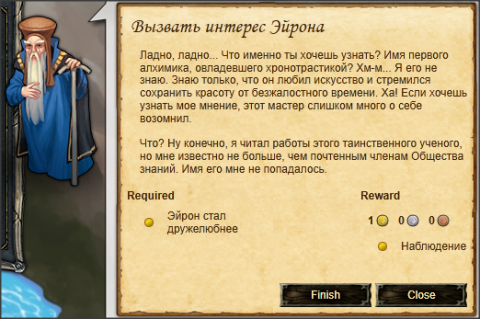 Вызвать интерес Эйрона
Ладно, ладно... Что именно ты хочешь узнать? Имя первого
алхимика, овладевшего хронотрастикой? Хм-м... Я его не
знаю. Знаю только, что он любил искусство и стремился
сохранить красоту от безжалостного времени. Ха! Если хочешь
узнать мое мнение, этот мастер слишком много о себе
возомнил.
Что? Ну конечно, я читал работы этого таинственного ученого,
но мне известно не больше, чем почтенным членам Общества
знаний. Имя его мне не попадалось.
Required Reward
Эйрон стал
дружелюбнее
1 0 0
Наблюдение
Finish Close